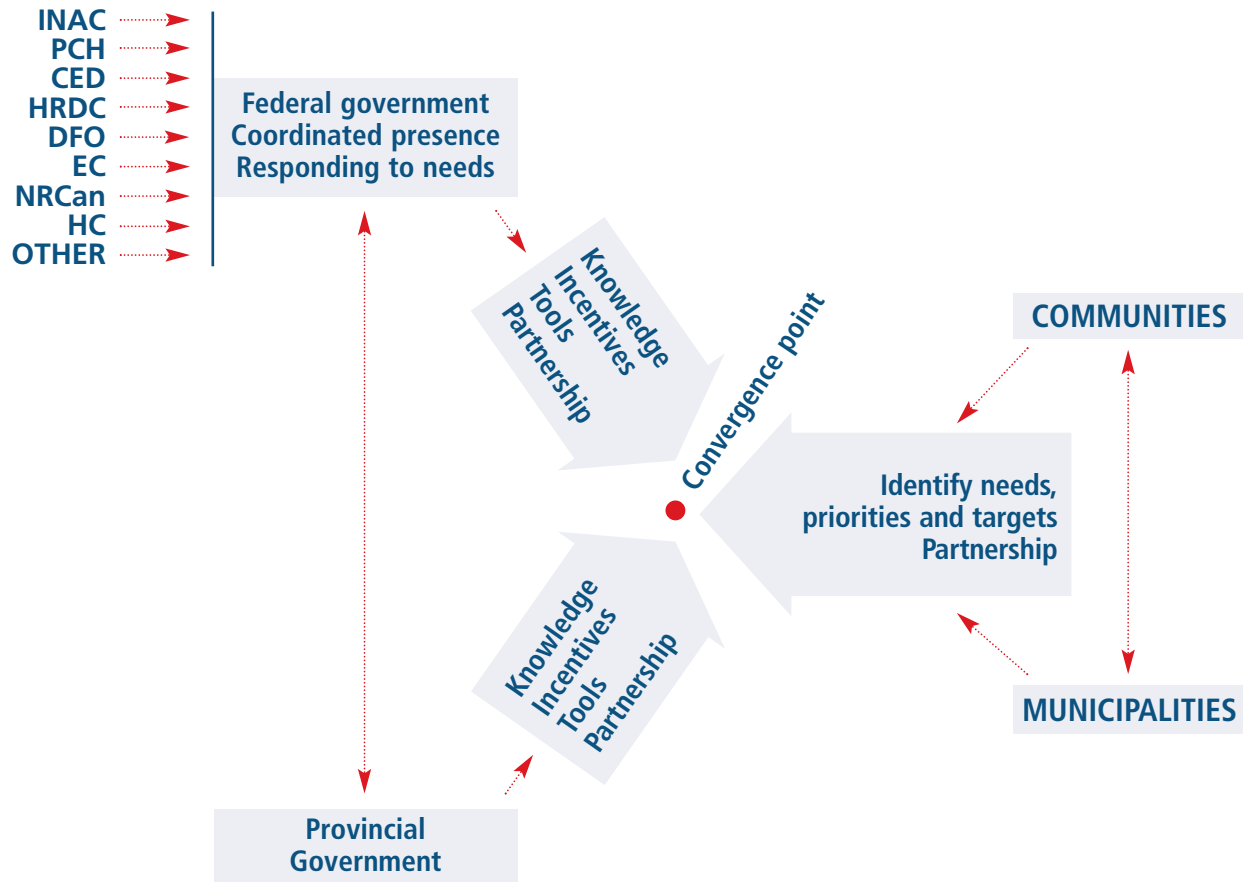 INAC
PCH
CED
HRDC
DFO
EC
NRCan
HC
OTHER
Federal government
Coordinated presence
Responding to needs
Knowledge
Incentives
Tools
Partnership
Convergence point
COMMUNITIES
Identify needs,
priorities and targets
Partnership
MUNICIPALITIES
Knowledge
Incentives
Tools
Partnership
Provincial
Government